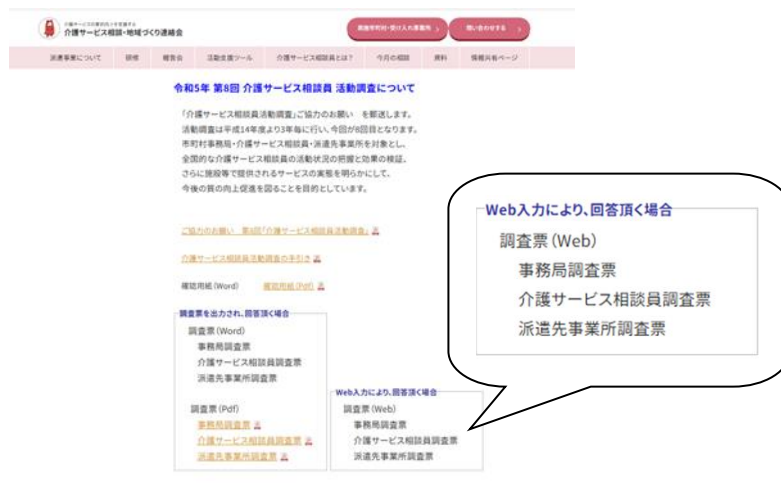 介護サービスの質的向上を支援する
介護サービス相談・地域づくり連絡会
問い合わせする
派遣事業について 研修 報告会 活動支援ツール 介護サービス相談員とは？ 今月の相談 資料 情報共有ページ
令和5年 第8回 介護サービス相談員 活動調査について
「介護サービス相談員活動調査」ご協力のお願い を郵送します。
活動調査は平成14年度より3年毎に行い、今回が8回目となります。
市町村事務局・介護サービス相談員・派遣先事業所を対象とし、
全国的な介護サービス相談員の活動状況の把握と効果の検証、
さらに施設等で提供されるサービスの実態を明らかにして、
今後の質の向上促進を図ることを目的としています。
ご協力のお願い 第8回「介護サービス相談員活動調査」
介護サービス相談員活動調査の手引き
確認用紙（Word） 確認用紙（Pdf）
調査票を出力され、回答頂く場合
調査票（Word）
事務局調査票
介護サービス相談員調査票
派遣先事業所調査票
調査票（Pdf）
事務局調査票
介護サービス相談員調査票
派遣先事業所調査票
Web入力により、回答頂く場合
調査票（Web）
事務局調査票
介護サービス相談員調査票
派遣先事業所調査票
Web入力により、回答頂く場合
調査票（Web）
事務局調査票
介護サービス相談員調査票
派遣先事業所調査票